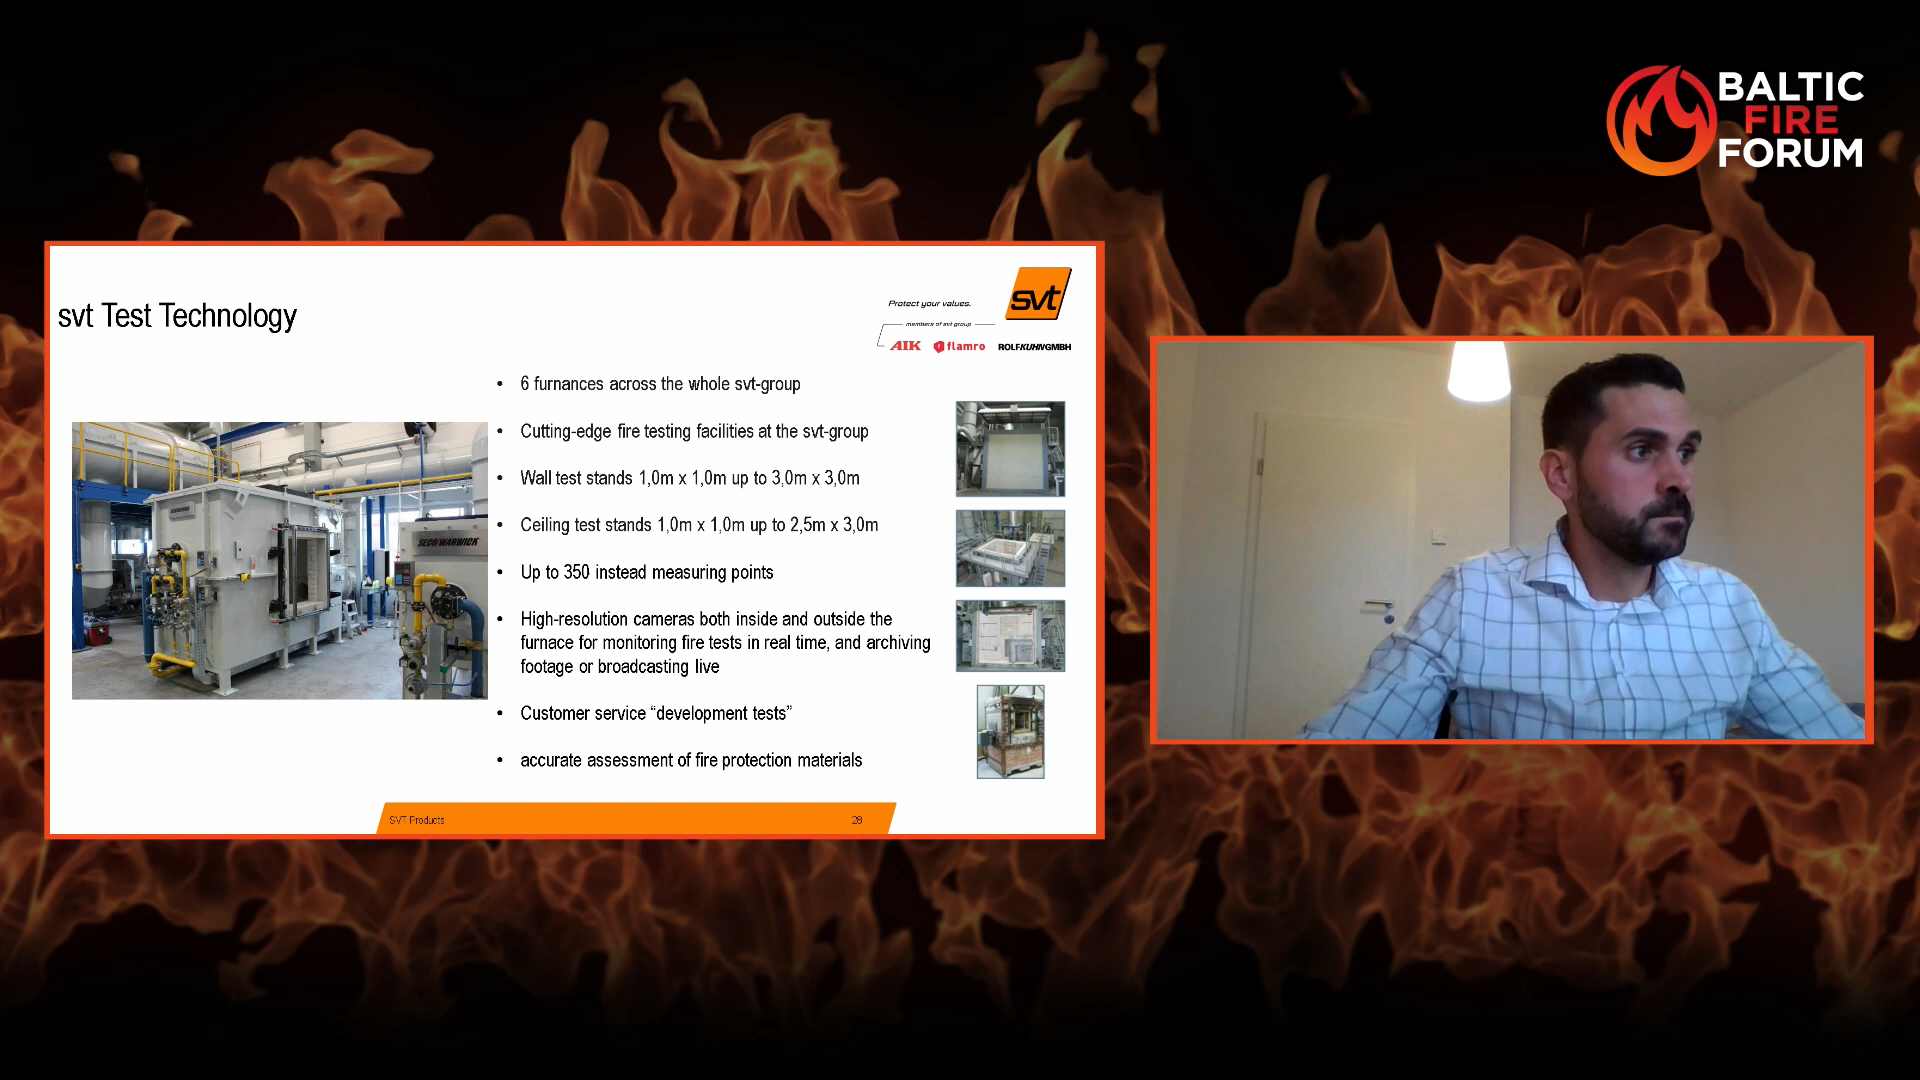 BALTIC
FIRE
FORUM
svt Test Technology
Protect your values.
svt
members of svt group
AIK flamro ROLFKUHNGMBH
• 6 furnances across the whole svt-group
• Cutting-edge fire testing facilities at the svt-group
• Wall test stands 1,0m x 1,0m up to 3,0m x 3,0m
• Ceiling test stands 1,0m x 1,0m up to 2,5m x 3,0m
• Up to 350 instead measuring points
• High-resolution cameras both inside and outside the
furnace for monitoring fire tests in real time, and archiving
footage or broadcasting live
• Customer service “development tests”
• accurate assessment of fire protection materials
SECO/WARWICK
SVT Products 28